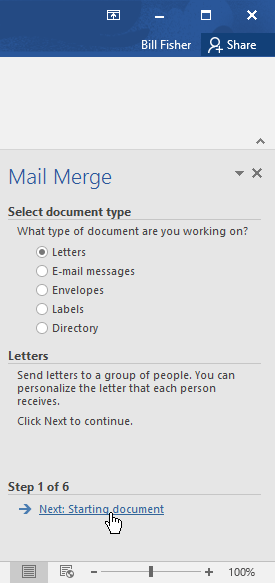 Bill Fisher Share
Mail Merge
Select document type
What type of document are you working on?
Letters
E-mail messages
Envelopes
Labels
Directory
Letters
Send letters to a group of people. You can
personalize the letter that each person
receives.
Click Next to continue.
Step 1 of 6
Next: Starting document
100%